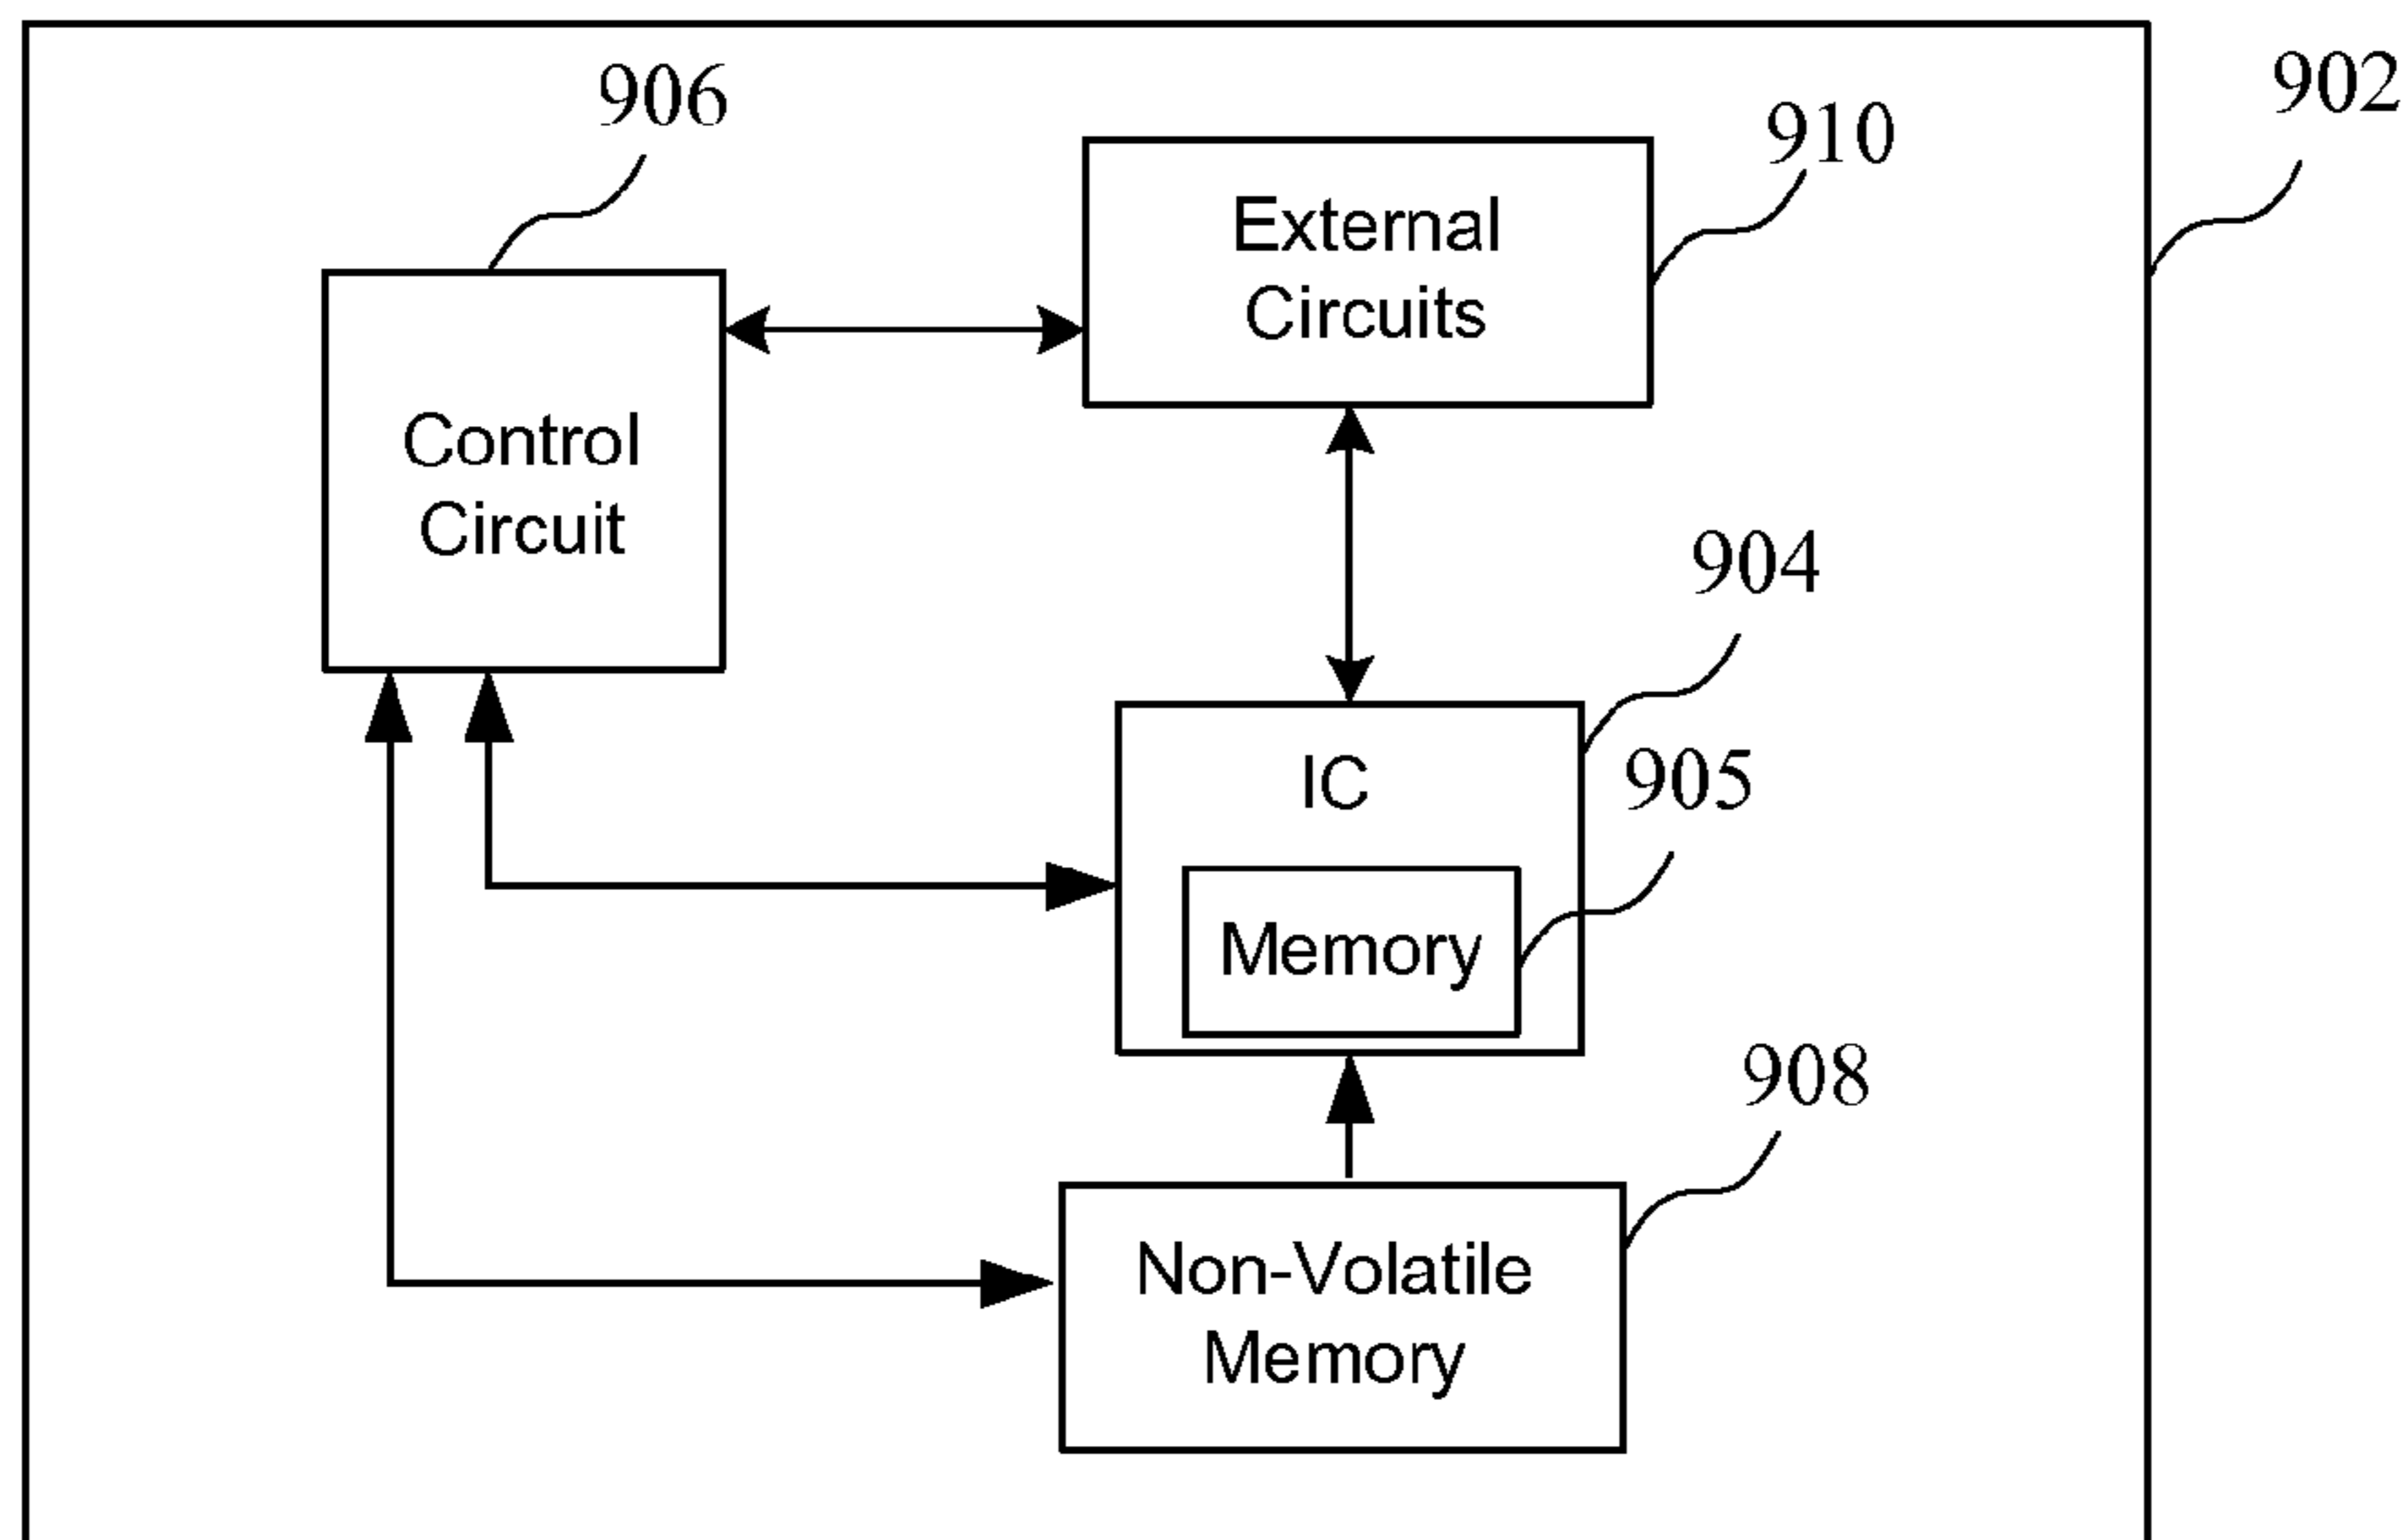 906
902
910
External
Circuits
Control
Circuit
904
IC
905
Memory
908
Non-Volatile
Memory